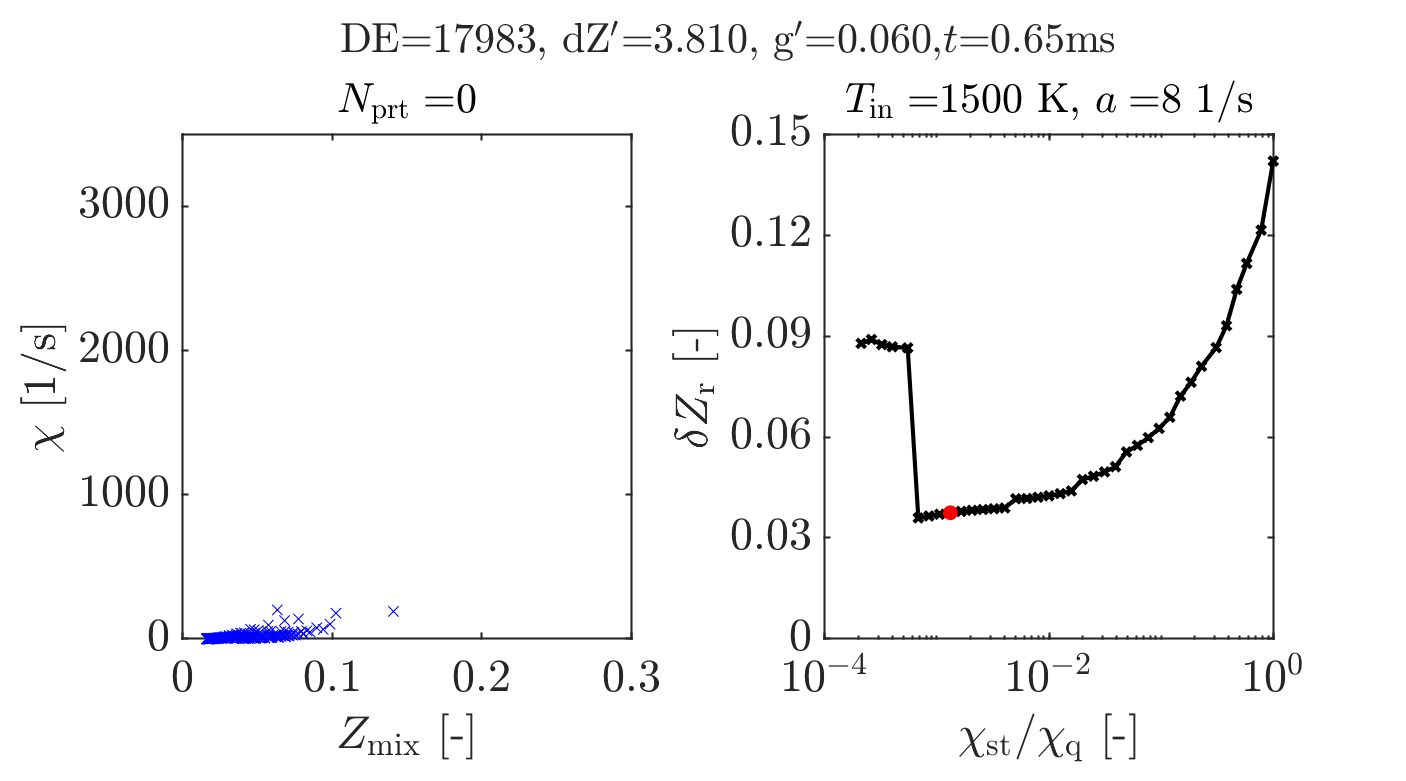 DE=17983, dZ′=3.810, g′=0.060,t=0.65ms
N_prt =0
χ [1/s]
3000
2000
1000
0
0 0.1 0.2 0.3
Z_mix [-]
T_in =1500 K, a =8 1/s
δZ_r [-]
0.15
0.12
0.09
0.06
0.03
0
10⁻⁴ 10⁻² 10⁰
χ_st/χ_q [-]